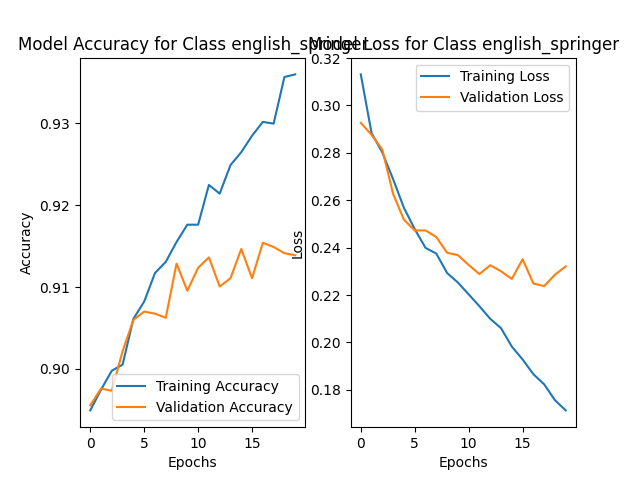 Model Accuracy for Class english_springer
Model Loss for Class english_springer
0.93
0.92
0.91
0.90
Accuracy
Training Accuracy
Validation Accuracy
0
5
10
15
Epochs
0.32
0.30
0.28
0.26
0.24
0.22
0.20
0.18
Loss
Training Loss
Validation Loss
0
5
10
15
Epochs